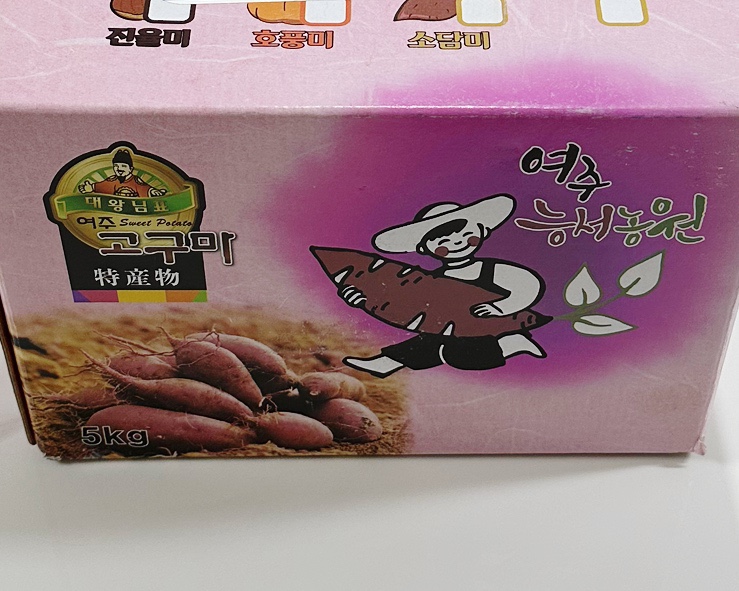 진율미 호풍미 소담미
대왕님표
여주 Sweet Potato
고구마
特産物
여주
능서농원
5kg